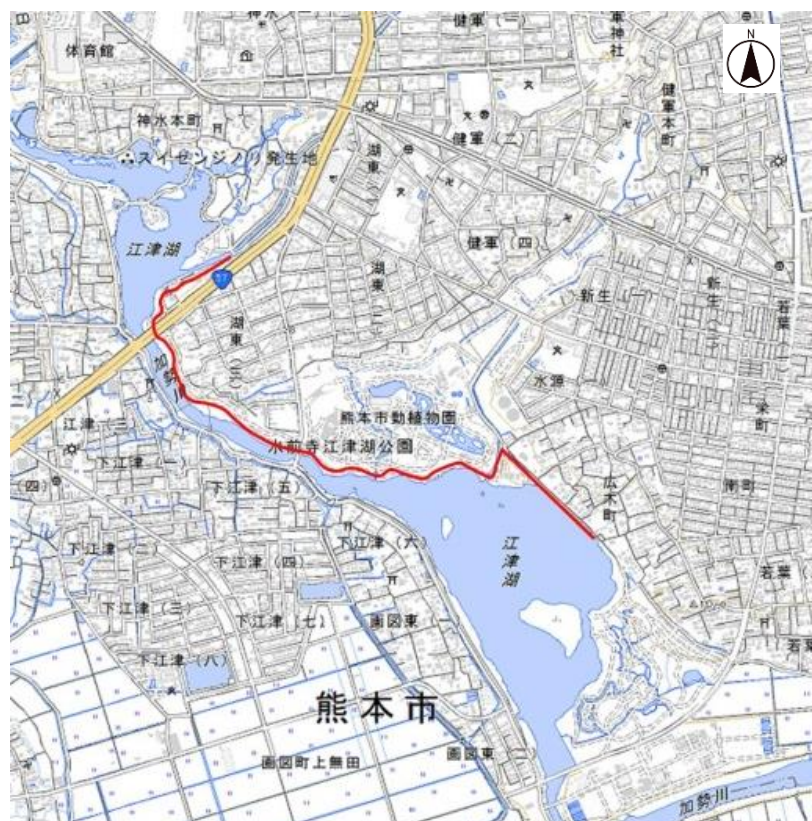 神水
健軍（一）
軍神社
N
体育館
神水本町
健軍（二）
健軍本町
スイゼンジノリ発生地
湖東（一）
江津湖
健軍（四）
湖東（二）
57
新生（一）
新生（二）
若葉（一）
湖東（三）
加勢川
水源
熊本市動植物園
江津（三）
水前寺江津湖公園
栄町
下江津（一）
（四）
下江津（五）
広木町
南町
下江津（二）
下江津（六）
江津湖
下江津（四）
若葉（
下江津（三）
下江津（七）
画図東（一）
下江津（八）
熊本市
画図町上無田
画図東（二）
加勢川